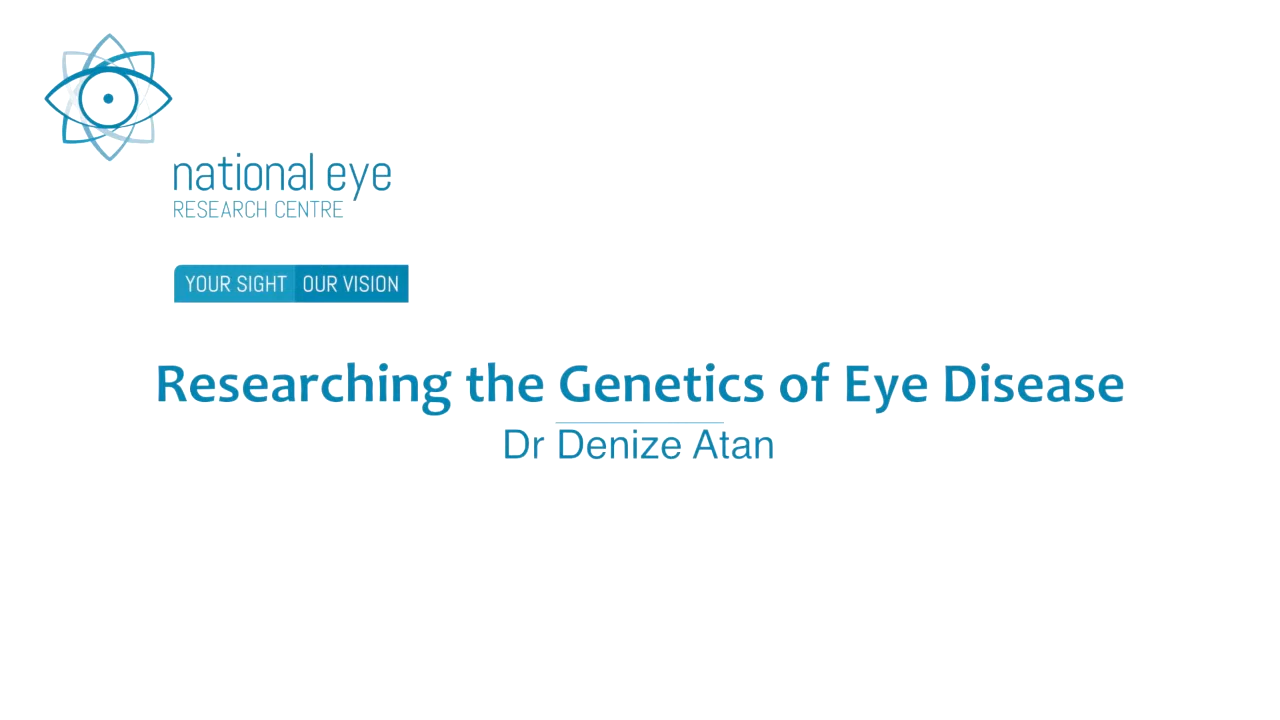 national eye
RESEARCH CENTRE
YOUR SIGHT OUR VISION
Researching the Genetics of Eye Disease
Dr Denize Atan